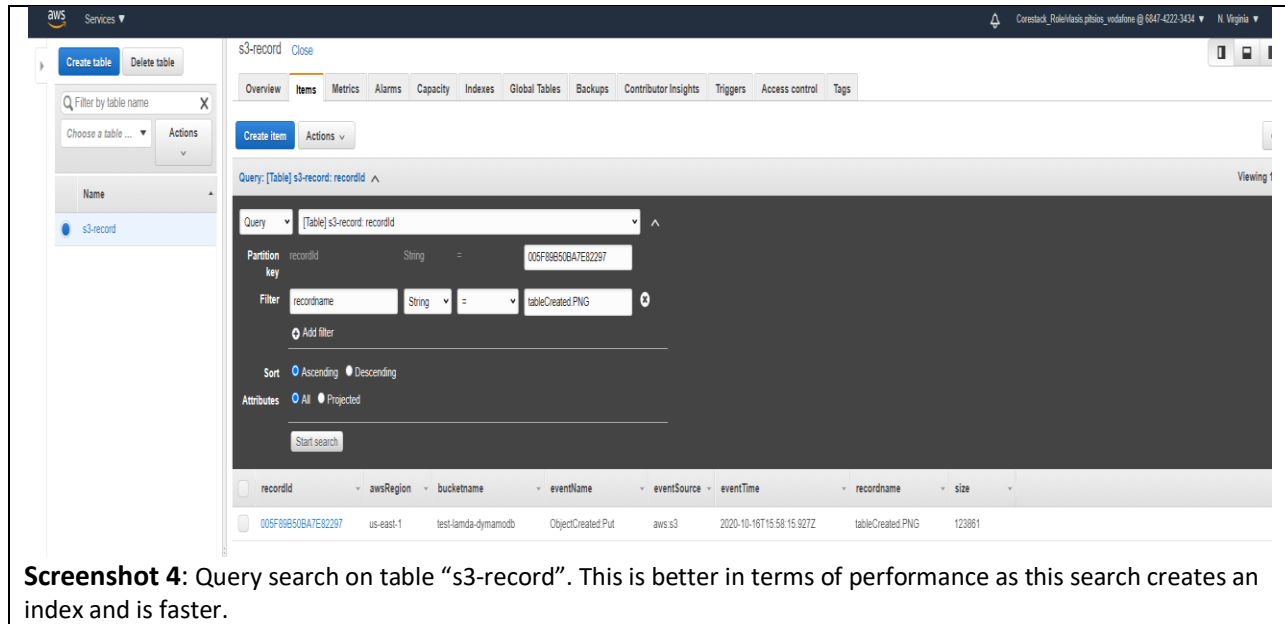 aws Services ▼ Corestack_Role/vlasis.pitsios_vodafone @ 6847-4222-3434 ▼ N. Virginia ▼
Create table Delete table
Filter by table name X
Choose a table ... ▼ Actions
Name
s3-record
s3-record Close
Overview Items Metrics Alarms Capacity Indexes Global Tables Backups Contributor Insights Triggers Access control Tags
Create item Actions
Query: [Table] s3-record: recordId Viewing 1
Query [Table] s3-record: recordId
Partition key recordId String = 005F89B50BA7E82297
Filter recordname String = tableCreated.PNG
Add filter
Sort Ascending Descending
Attributes All Projected
Start search
recordId awsRegion bucketname eventName eventSource eventTime recordname size
005F89B50BA7E82297 us-east-1 test-lamda-dymamodb ObjectCreated:Put aws:s3 2020-10-16T15:58:15.927Z tableCreated.PNG 123861
Screenshot 4: Query search on table “s3-record”. This is better in terms of performance as this search creates an
index and is faster.